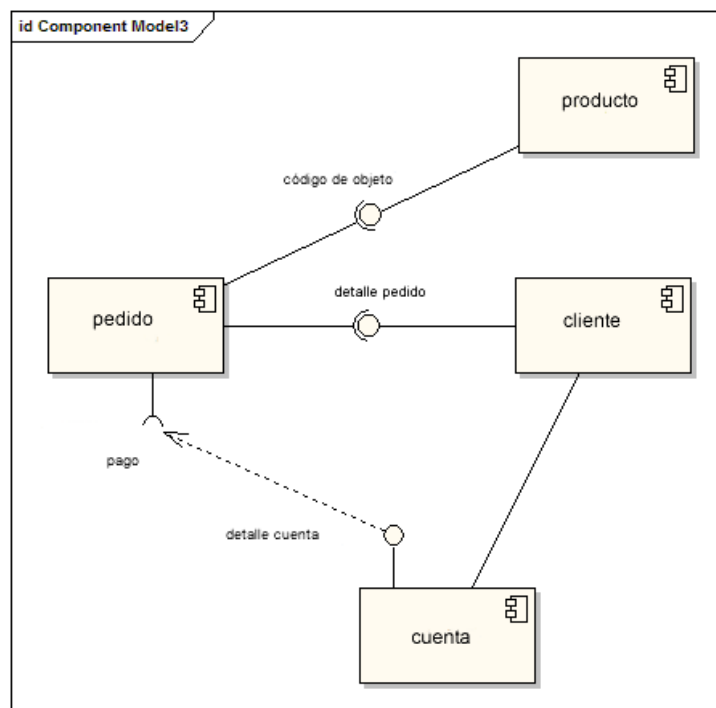 id Component Model3
producto
código de objeto
detalle pedido
pedido
cliente
pago
detalle cuenta
cuenta